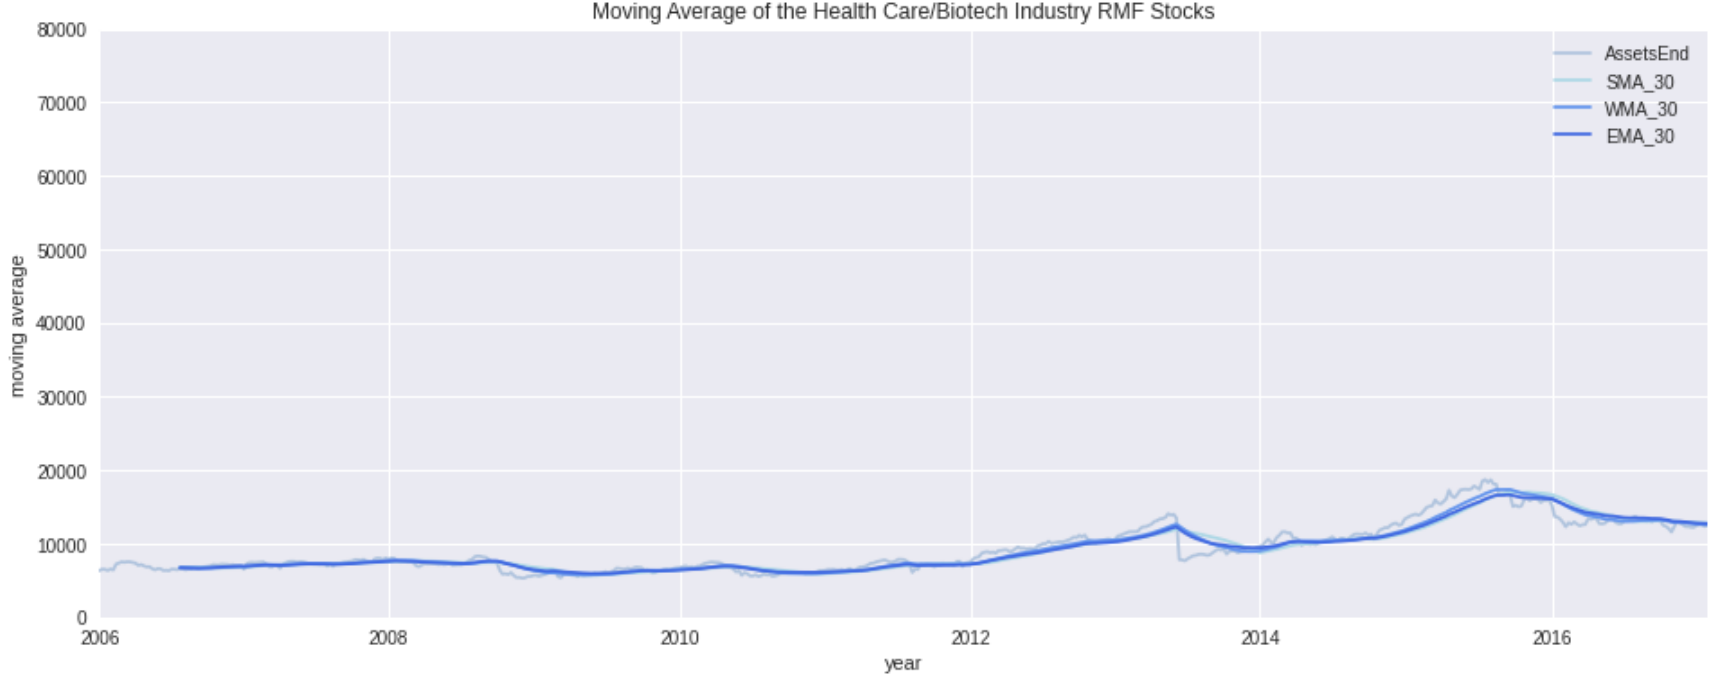 Moving Average of the Health Care/Biotech Industry RMF Stocks
80000
70000
60000
50000
40000
30000
20000
10000
0
moving average
AssetsEnd
SMA_30
WMA_30
EMA_30
2006 2008 2010 2012 2014 2016
year